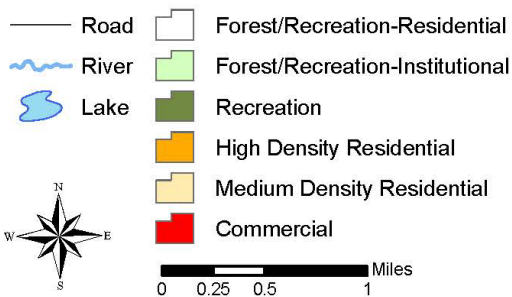 Road
River
Lake
Forest/Recreation-Residential
Forest/Recreation-Institutional
Recreation
High Density Residential
Medium Density Residential
Commercial
N
W E
S
Miles
0 0.25 0.5 1